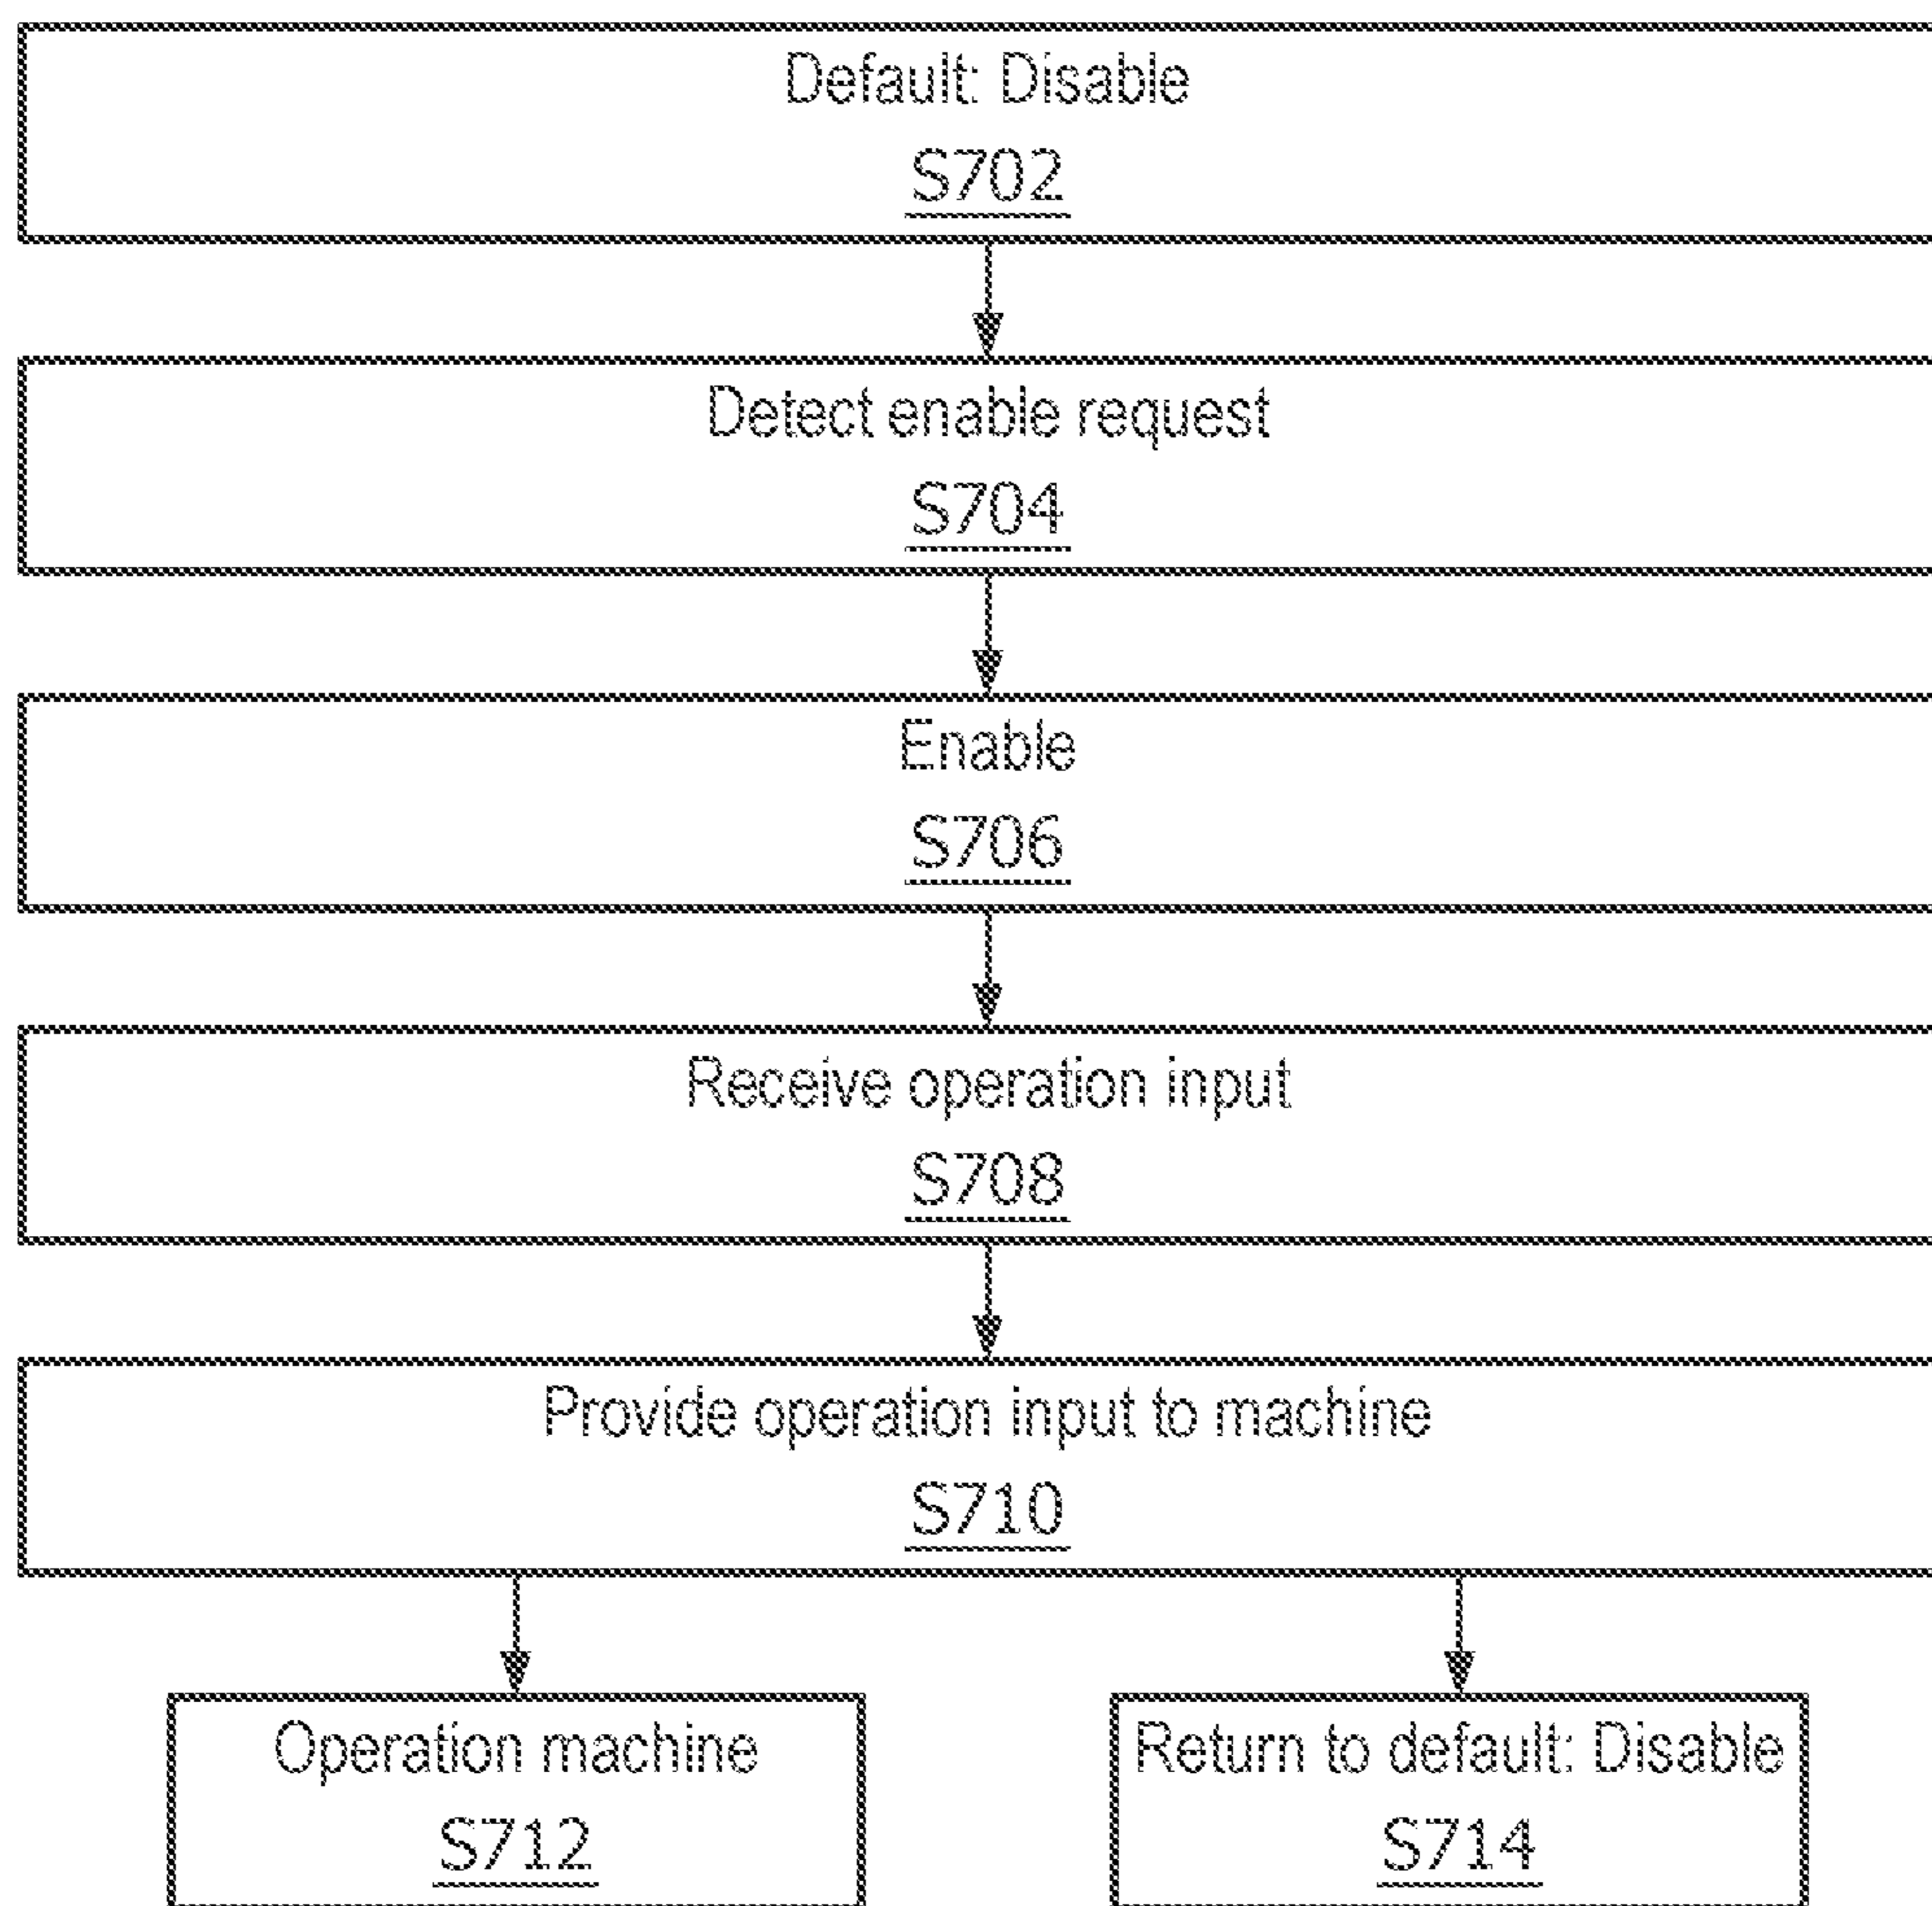 Default: Disable
S702
Detect enable request
S704
Enable
S706
Receive operation input
S708
Provide operation input to machine
S710
Operation machine
S712
Return to default: Disable
S714